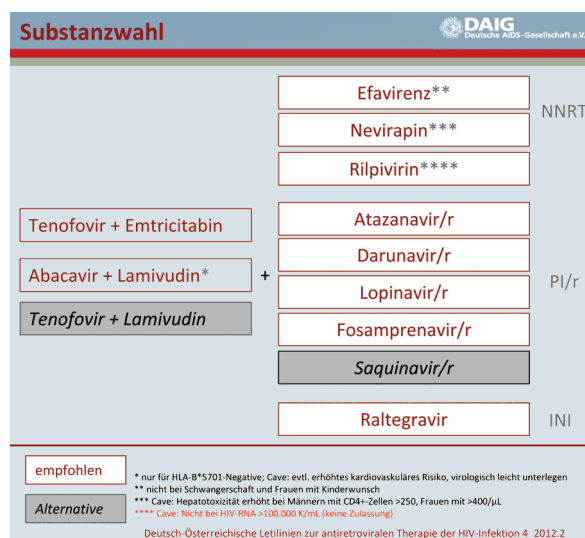 Substanzwahl
DAIG
Deutsche AIDS-Gesellschaft e.V.
Efavirenz**
NNRT
Nevirapin***
Rilpivirin****
Tenofovir + Emtricitabin
Atazanavir/r
Darunavir/r
Abacavir + Lamivudin*
+
Lopinavir/r
PI/r
Tenofovir + Lamivudin
Fosamprenavir/r
Saquinavir/r
Raltegravir
INI
empfohlen
Alternative
* nur für HLA-B*5701-Negative; Cave: evtl. erhöhtes kardiovaskuläres Risiko, virologisch leicht unterlegen
** nicht bei Schwangerschaft und Frauen mit Kinderwunsch
*** Cave: Hepatotoxizität erhöht bei Männern mit CD4+-Zellen >250, Frauen mit >400/µL
**** Cave: Nicht bei HIV-RNA >100.000 K/mL (keine Zulassung)
Deutsch-Österreichische Letilinien zur antiretroviralen Therapie der HIV-Infektion 4 2012.2